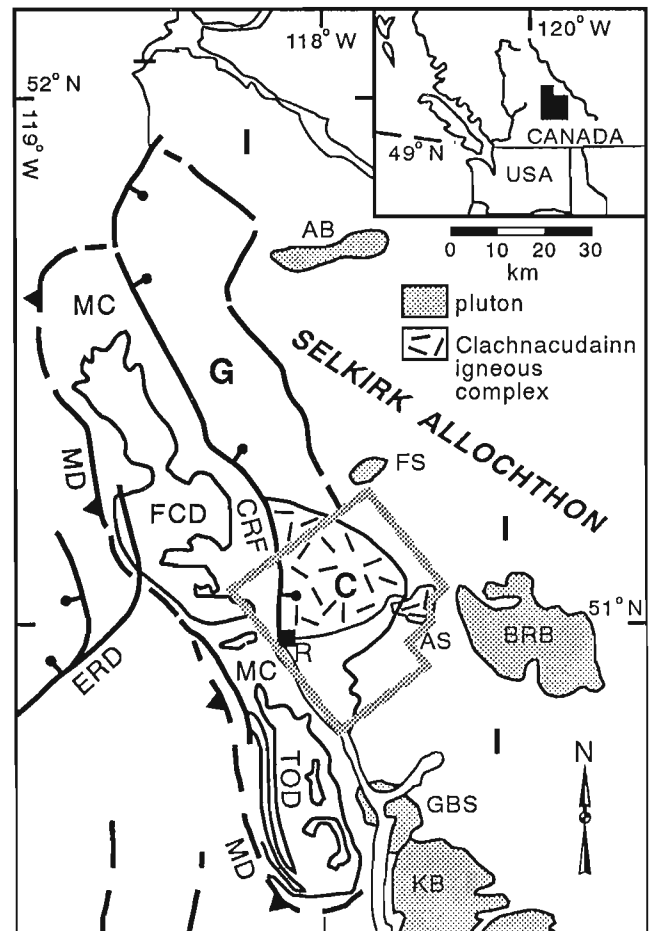 118° W
52° N
119° W
I
120° W
49° N
CANADA
USA
AB
0 10 20 30
km
pluton
Clachnacudainn
igneous
complex
MC
G
SELKIRK ALLOCHTHON
MD
FS
FCD
CRF
I
C
51° N
AS
BRB
ERD
R
MC
I
TOD
N
GBS
MD
KB